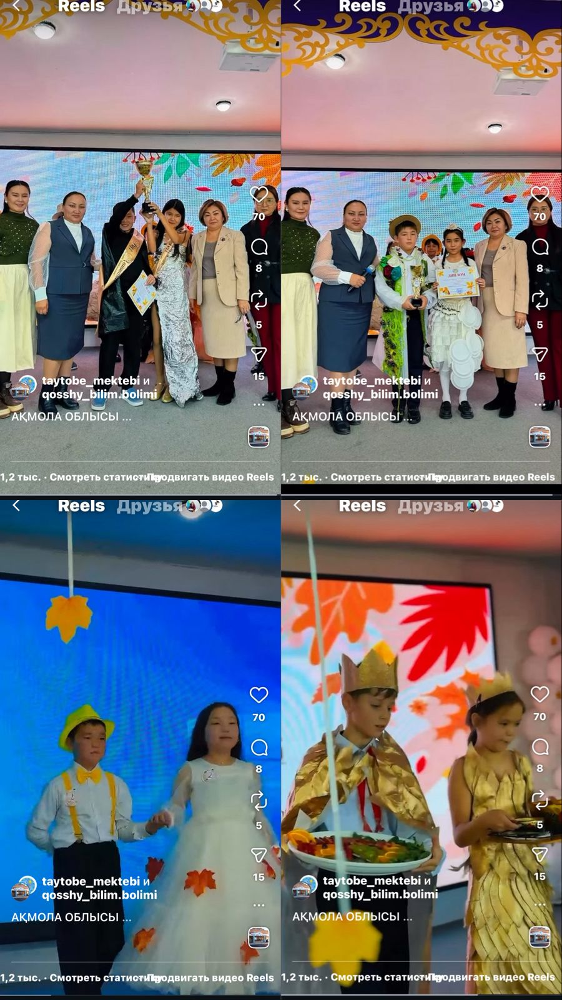 Reels Друзья
70
8
5
15
taytobe_mektebi и
qosshy_bilim.bolimi
АҚМОЛА ОБЛЫСЫ ...
1,2 тыс. · Смотреть статистику Продвигать видео Reels
Reels Друзья
ДИПЛОМ
70
8
5
15
taytobe_mektebi и
qosshy_bilim.bolimi
АҚМОЛА ОБЛЫСЫ ...
1,2 тыс. · Смотреть статистику Продвигать видео Reels
Reels Друзья
2
2
70
8
5
15
taytobe_mektebi и
qosshy_bilim.bolimi
АҚМОЛА ОБЛЫСЫ ...
1,2 тыс. · Смотреть статистику Продвигать видео Reels
Reels Друзья
70
8
5
15
taytobe_mektebi и
qosshy_bilim.bolimi
АҚМОЛА ОБЛЫСЫ ...
1,2 тыс. · Смотреть статистику Продвигать видео Reels